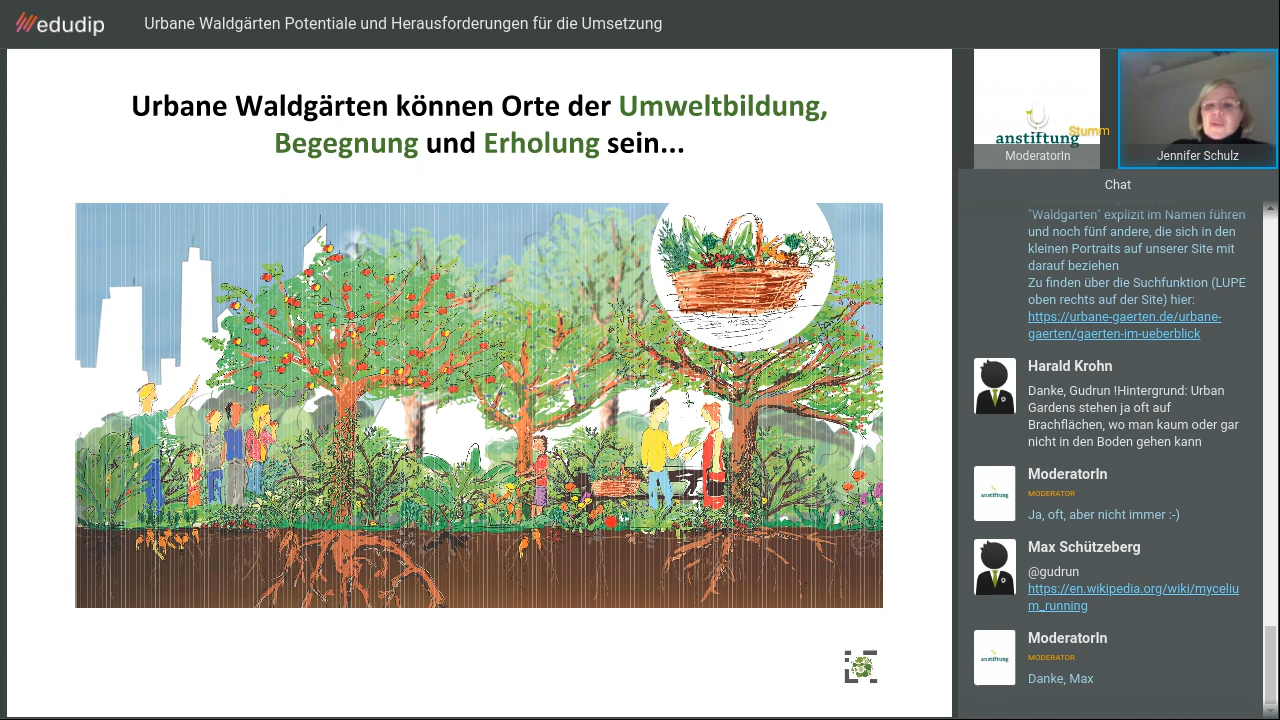 edudip
Urbane Waldgärten Potentiale und Herausforderungen für die Umsetzung
Urbane Waldgärten können Orte der Umweltbildung,
Begegnung und Erholung sein...
anstiftung
Stumm
ModeratorIn
Jennifer Schulz
Chat
"Waldgarten" explizit im Namen führen
und noch fünf andere, die sich in den
kleinen Portraits auf unserer Site mit
darauf beziehen
Zu finden über die Suchfunktion (LUPE
oben rechts auf der Site) hier:
https://urbane-gaerten.de/urbane-
gaerten/gaerten-im-ueberblick
Harald Krohn
Danke, Gudrun !Hintergrund: Urban
Gardens stehen ja oft auf
Brachflächen, wo man kaum oder gar
nicht in den Boden gehen kann
ModeratorIn
MODERATOR
anstiftung
Ja, oft, aber nicht immer :-)
Max Schützeberg
@gudrun
https://en.wikipedia.org/wiki/myceliu
m_running
ModeratorIn
MODERATOR
anstiftung
Danke, Max